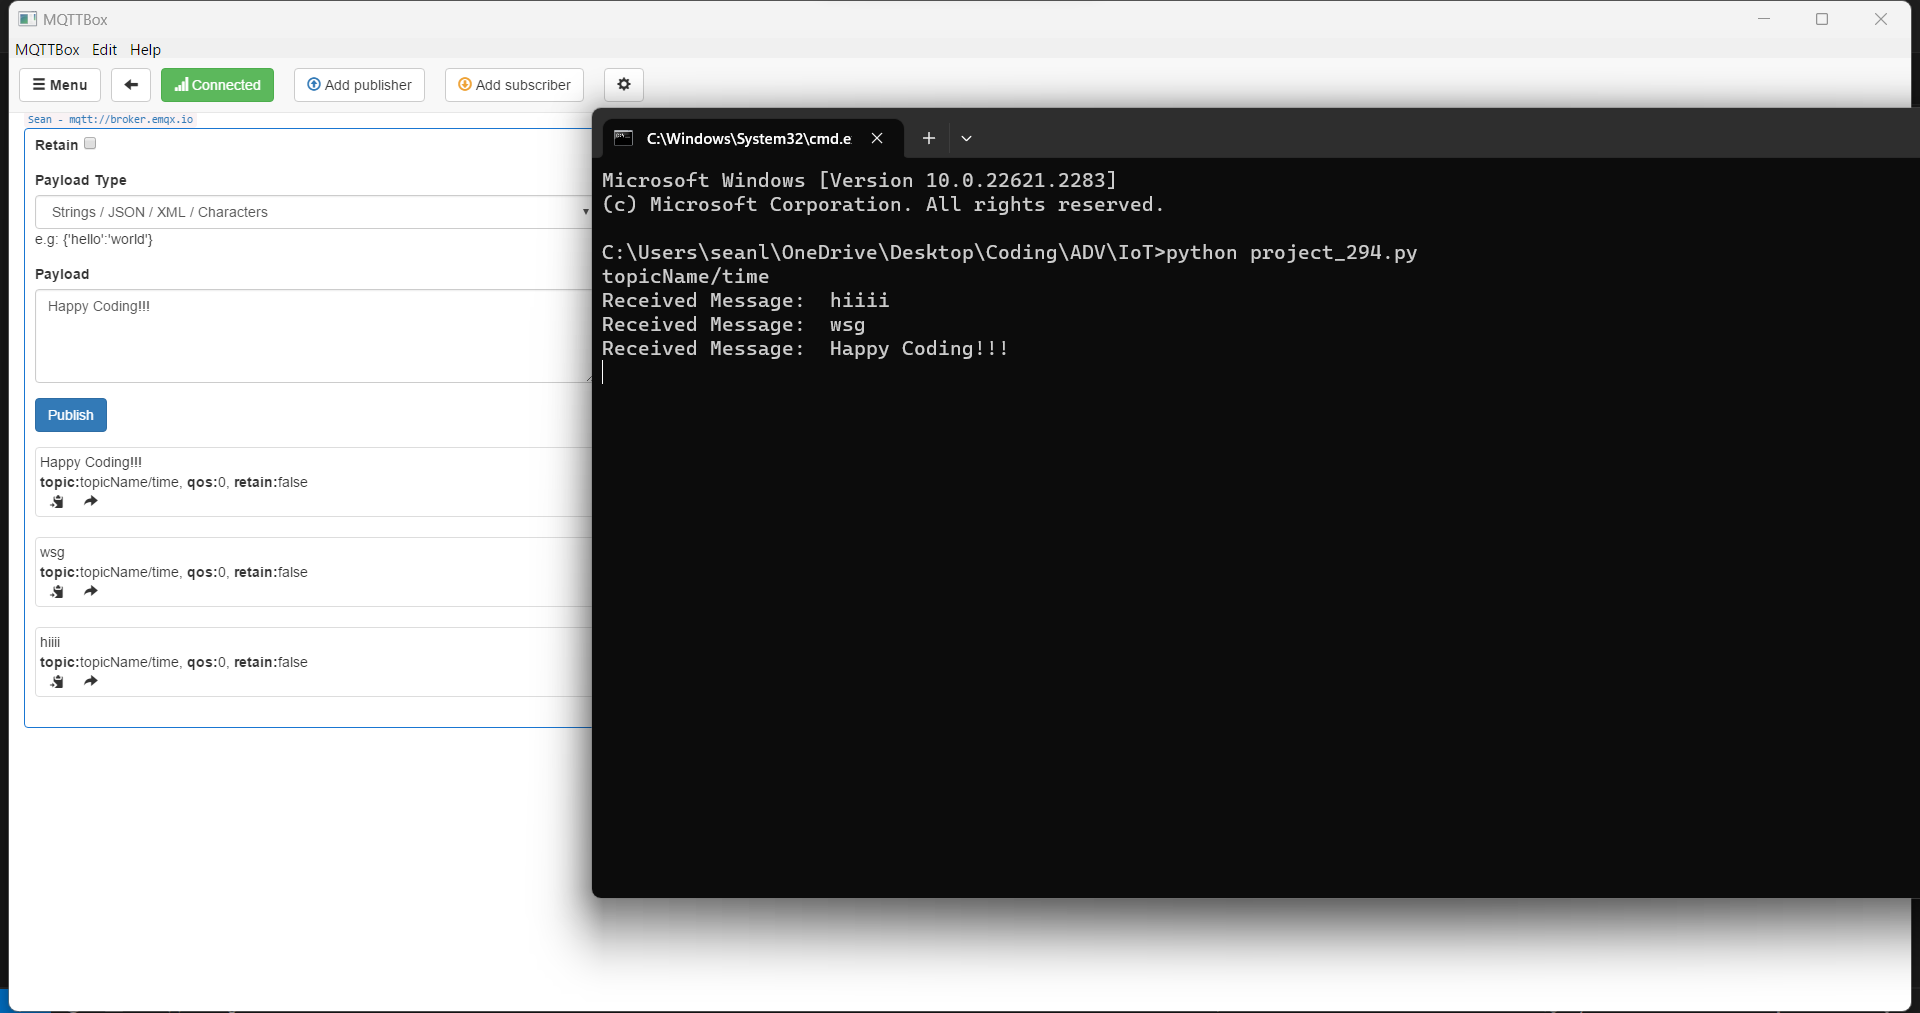 MQTTBox
MQTTBox Edit Help
Menu Connected Add publisher Add subscriber
Sean - mqtt://broker.emqx.io
Retain
Payload Type
Strings / JSON / XML / Characters
e.g: {'hello':'world'}
Payload
Happy Coding!!!
Publish
Happy Coding!!!
topic:topicName/time, qos:0, retain:false
wsg
topic:topicName/time, qos:0, retain:false
hiiii
topic:topicName/time, qos:0, retain:false
C:\Windows\System32\cmd.e
Microsoft Windows [Version 10.0.22621.2283]
(c) Microsoft Corporation. All rights reserved.
C:\Users\seanl\OneDrive\Desktop\Coding\ADV\IoT>python project_294.py
topicName/time
Received Message:  hiiii
Received Message:  wsg
Received Message:  Happy Coding!!!